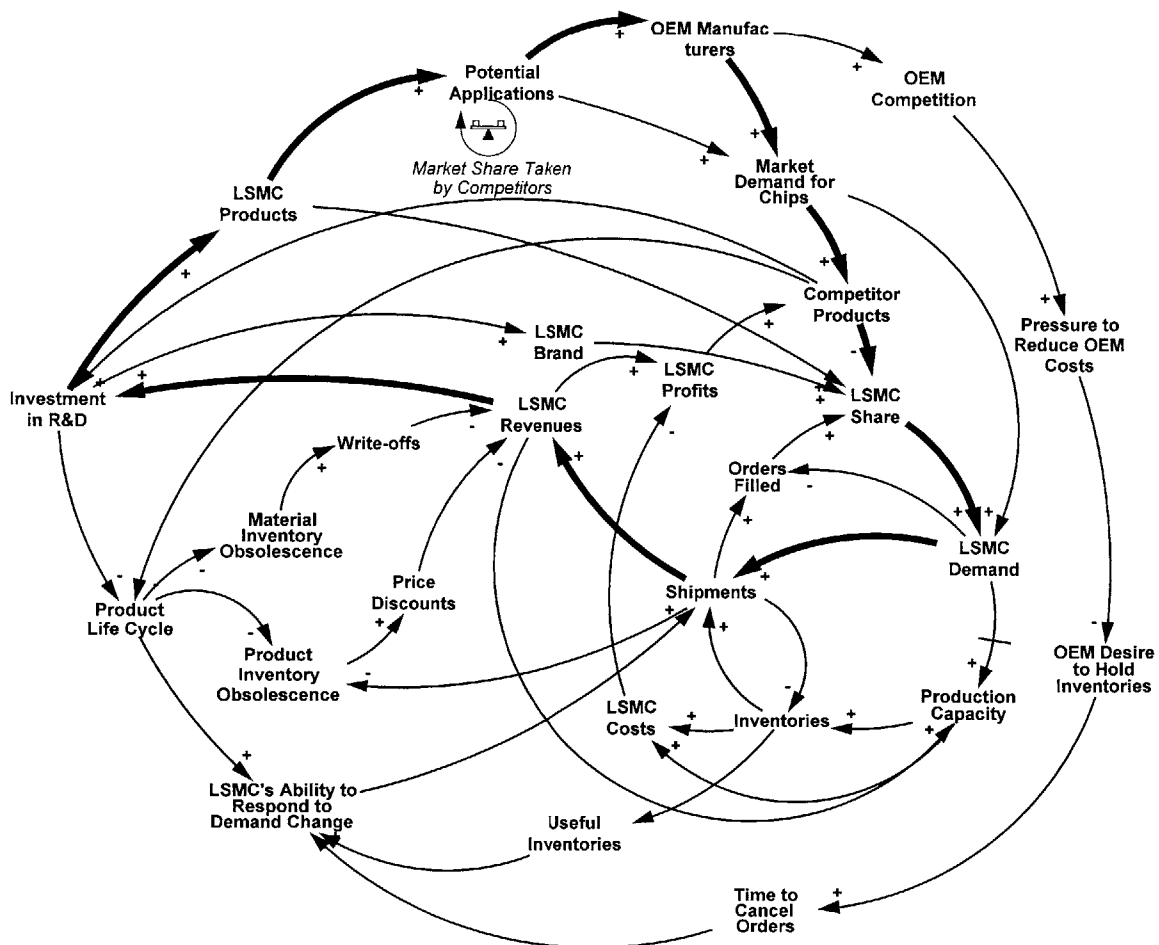 OEM Manufac
turers
Potential
Applications
OEM
Competition
Market Share Taken
by Competitors
Market
Demand for
Chips
LSMC
Products
Competitor
Products
Pressure to
Reduce OEM
Costs
LSMC
Brand
LSMC
Profits
Investment
in R&D
LSMC
Revenues
LSMC
Share
Write-offs
Orders
Filled
Material
Inventory
Obsolescence
LSMC
Demand
Price
Discounts
Shipments
Product
Life Cycle
Product
Inventory
Obsolescence
OEM Desire
to Hold
Inventories
LSMC
Costs
Inventories
Production
Capacity
LSMC's Ability to
Respond to
Demand Change
Useful
Inventories
Time to
Cancel
Orders